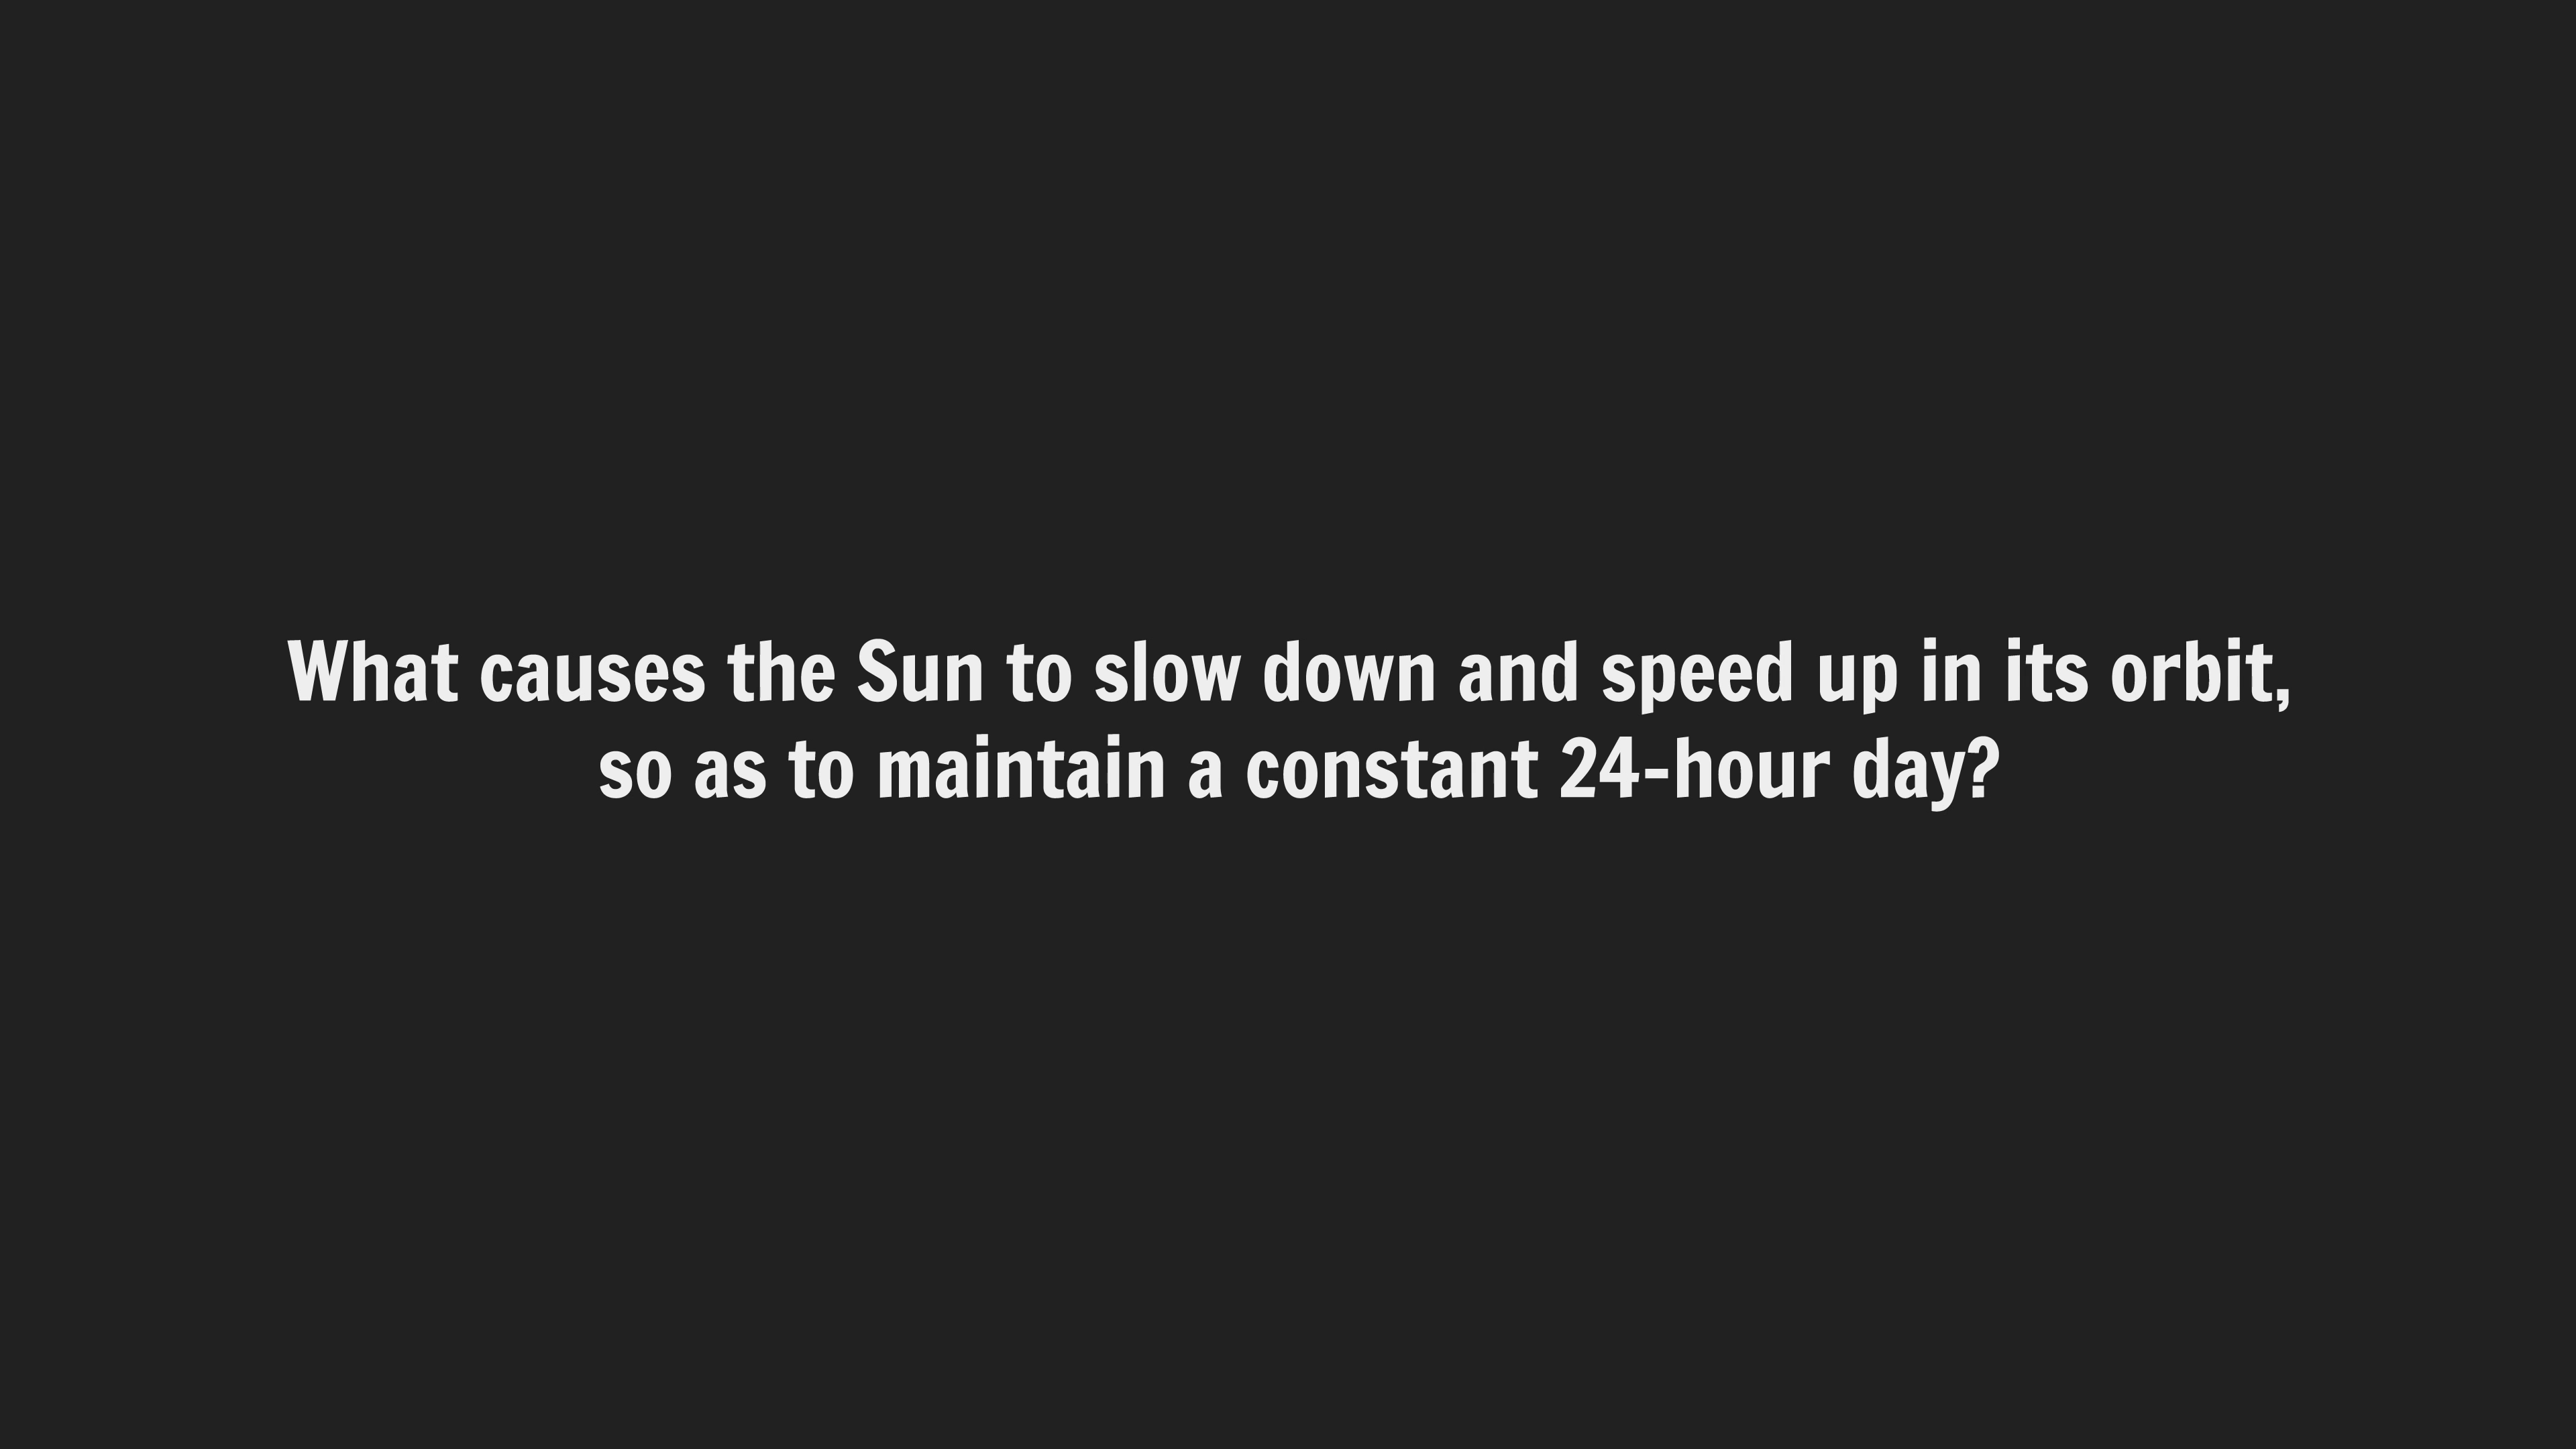 What causes the Sun to slow down and speed up in its orbit,
so as to maintain a constant 24-hour day?